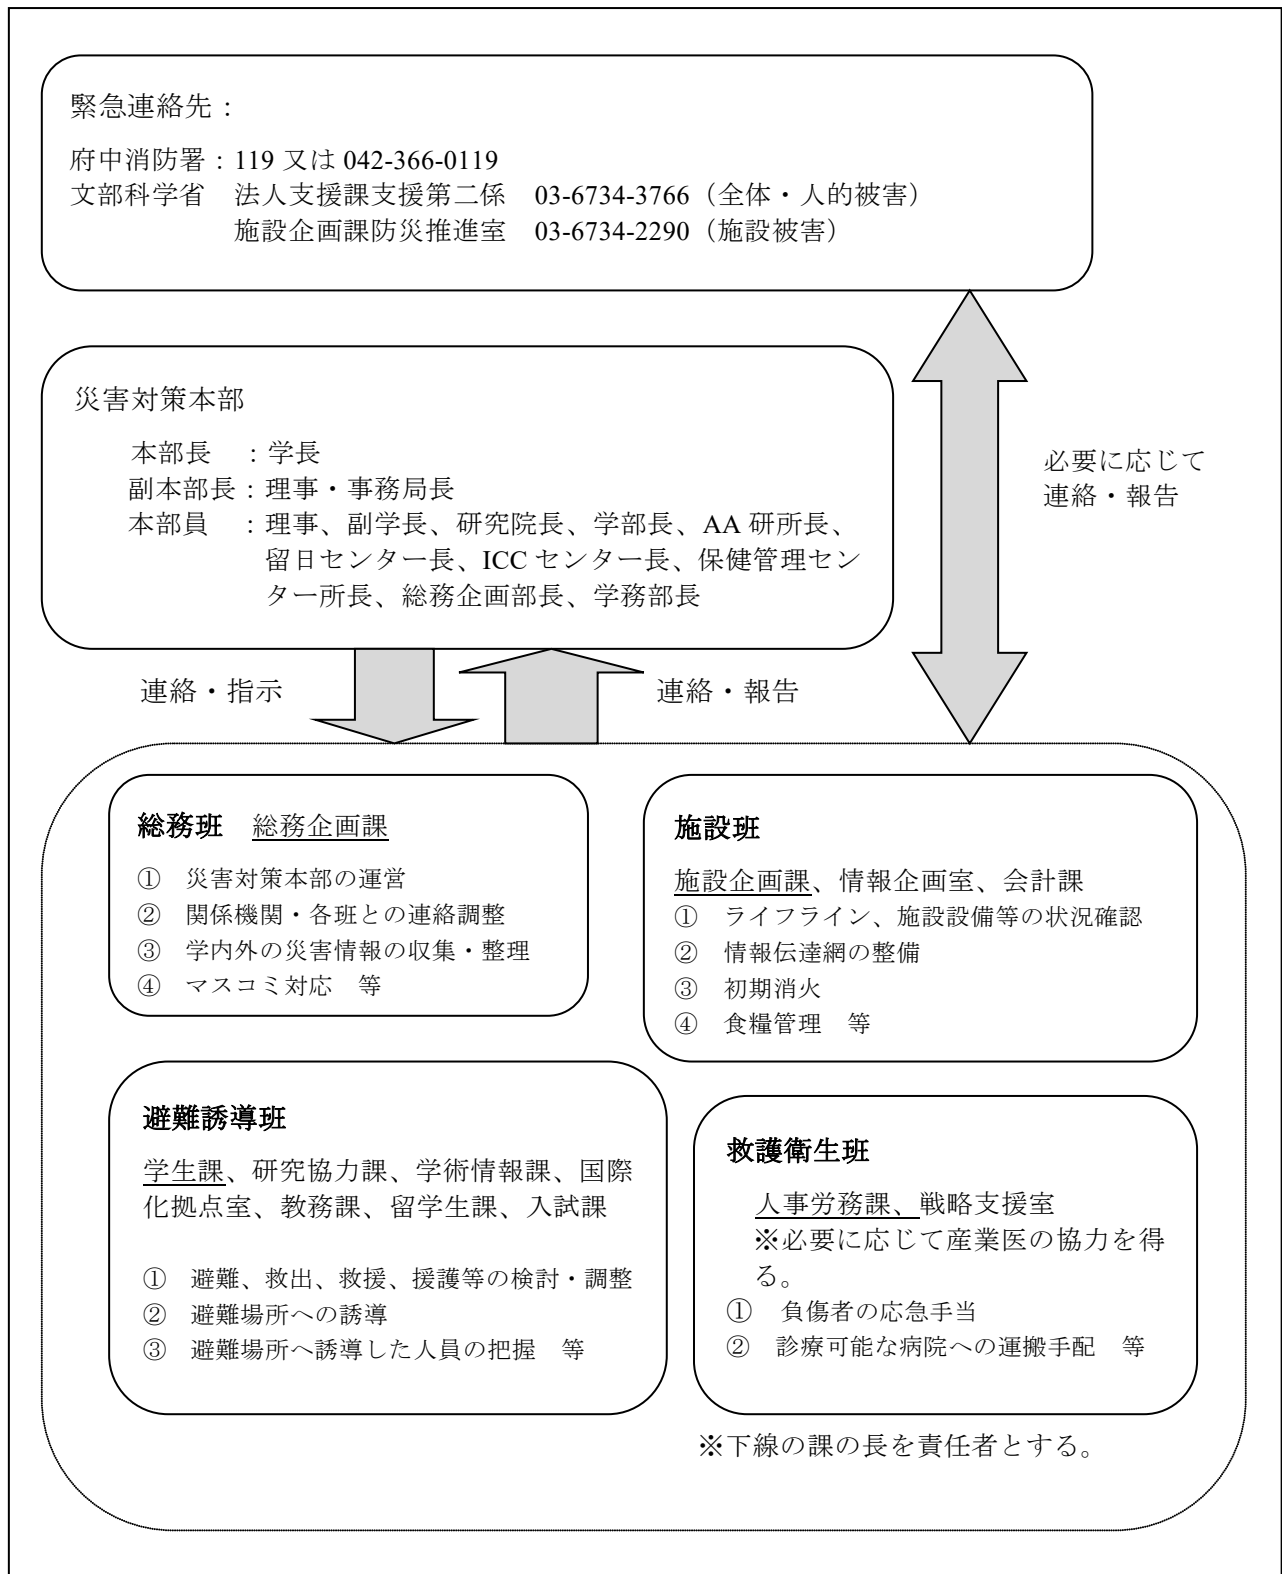 緊急連絡先：
府中消防署：119 又は 042-366-0119
文部科学省　法人支援課支援第二係　03-6734-3766（全体・人的被害）
施設企画課防災推進室　03-6734-2290（施設被害）
災害対策本部
本部長　：学長
副本部長：理事・事務局長
本部員　：理事、副学長、研究院長、学部長、AA 研所長、
留日センター長、ICC センター長、保健管理セン
ター所長、総務企画部長、学務部長
必要に応じて
連絡・報告
連絡・指示
連絡・報告
総務班　総務企画課
①　災害対策本部の運営
②　関係機関・各班との連絡調整
③　学内外の災害情報の収集・整理
④　マスコミ対応　等
施設班
施設企画課、情報企画室、会計課
①　ライフライン、施設設備等の状況確認
②　情報伝達網の整備
③　初期消火
④　食糧管理　等
避難誘導班
学生課、研究協力課、学術情報課、国際
化拠点室、教務課、留学生課、入試課
①　避難、救出、救援、援護等の検討・調整
②　避難場所への誘導
③　避難場所へ誘導した人員の把握　等
救護衛生班
人事労務課、戦略支援室
※必要に応じて産業医の協力を得
る。
①　負傷者の応急手当
②　診療可能な病院への運搬手配　等
※下線の課の長を責任者とする。